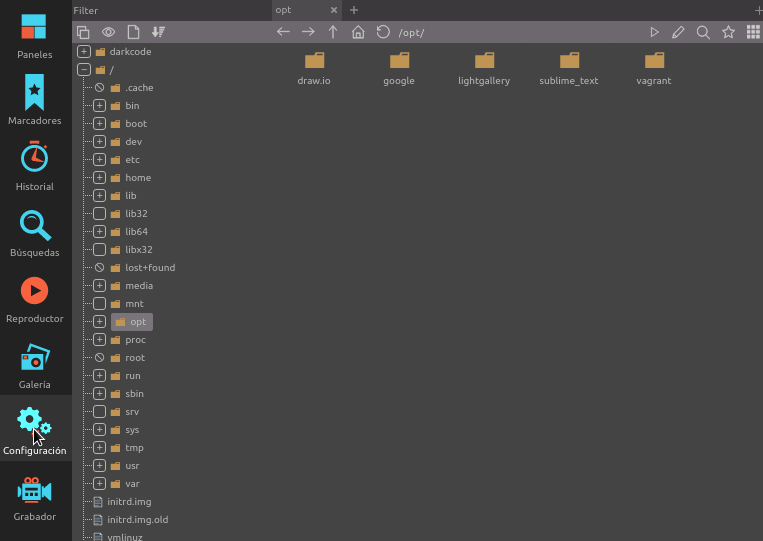 Paneles
Marcadores
Historial
Búsquedas
Reproductor
Galería
Configuración
Grabador
Filter
darkcode
/
.cache
bin
boot
dev
etc
home
lib
lib32
lib64
libx32
lost+found
media
mnt
opt
proc
root
run
sbin
srv
sys
tmp
usr
var
initrd.img
initrd.img.old
vmlinuz
opt
/opt/
draw.io
google
lightgallery
sublime_text
vagrant